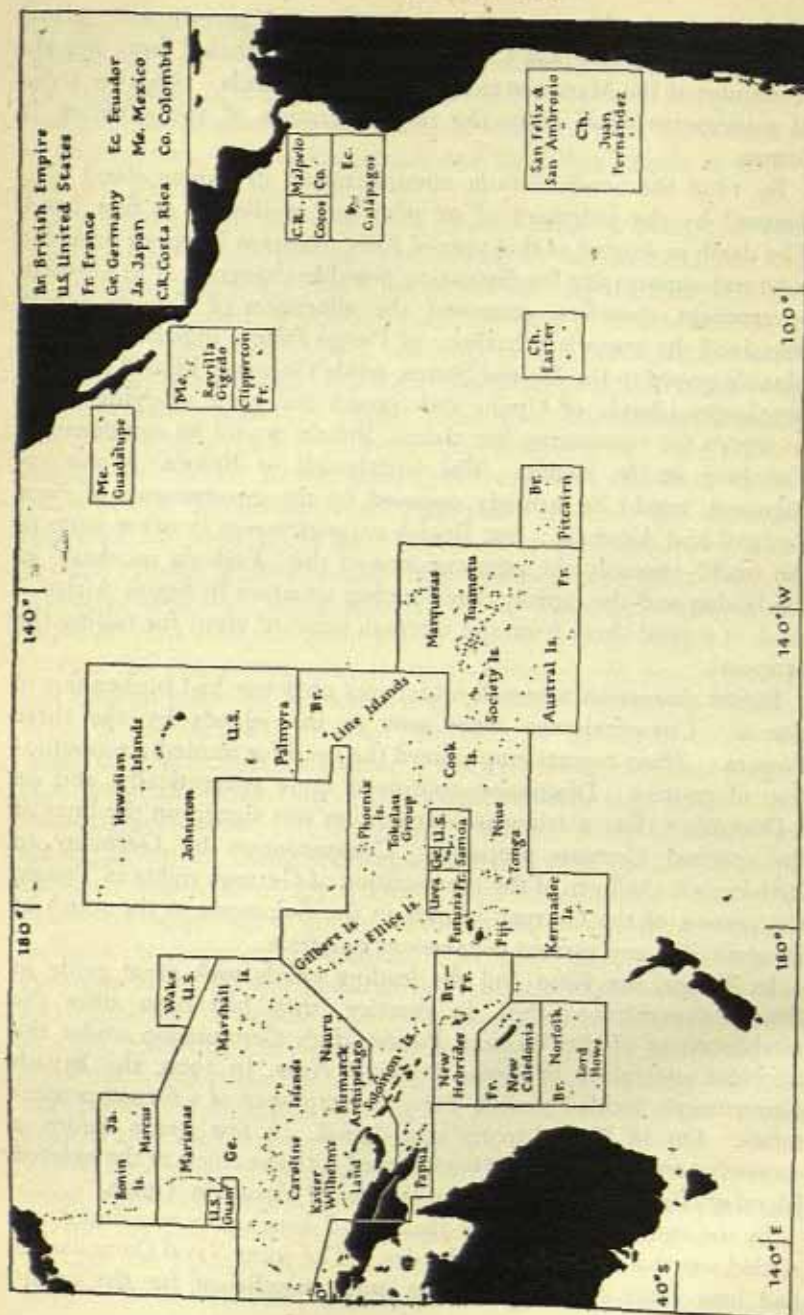 Br. British Empire
U.S. United States
Fr. France
Ge. Germany Ec. Ecuador
Ja. Japan Me. Mexico
C.R. Costa Rica Co. Colombia
180°
140°
Bonin Ja.
Is. Marcus
Wake
U.S.
Hawaiian
Islands
Johnston
U.S.
Palmyra
Me.
Guadalupe
Me.
Revilla
Gigedo
Clipperton
Fr.
C.R. Malpelo
Cocos Co.
Ec.
Galápagos
Marianas
U.S.
Guam
Ge.
Marshall
Is.
Caroline Islands
Kaiser
Wilhelm's
Land
Nauru
Bismarck
Archipelago
Solomon Is.
Papua
0°
Gilbert Is.
Ellice Is.
Phoenix
Is.
Tokelau
Group
Br.
Line Islands
Uvea Ge. U.S.
Futuna Fr. Samoa
Fiji
Niue
Tonga
Cook
Is.
Kermadec
Is.
Marquesas
Tuamotu
Society Is.
Austral Is. Fr.
Br.
Pitcairn
Ch.
Easter
San Felix &
San Ambrosio
Ch.
Juan
Fernández
New
Hebrides
Br.—
Fr.
Fr.
New
Caledonia
Br. Norfolk
Lord
Howe
40°S
140° E
180°
140° W
100°